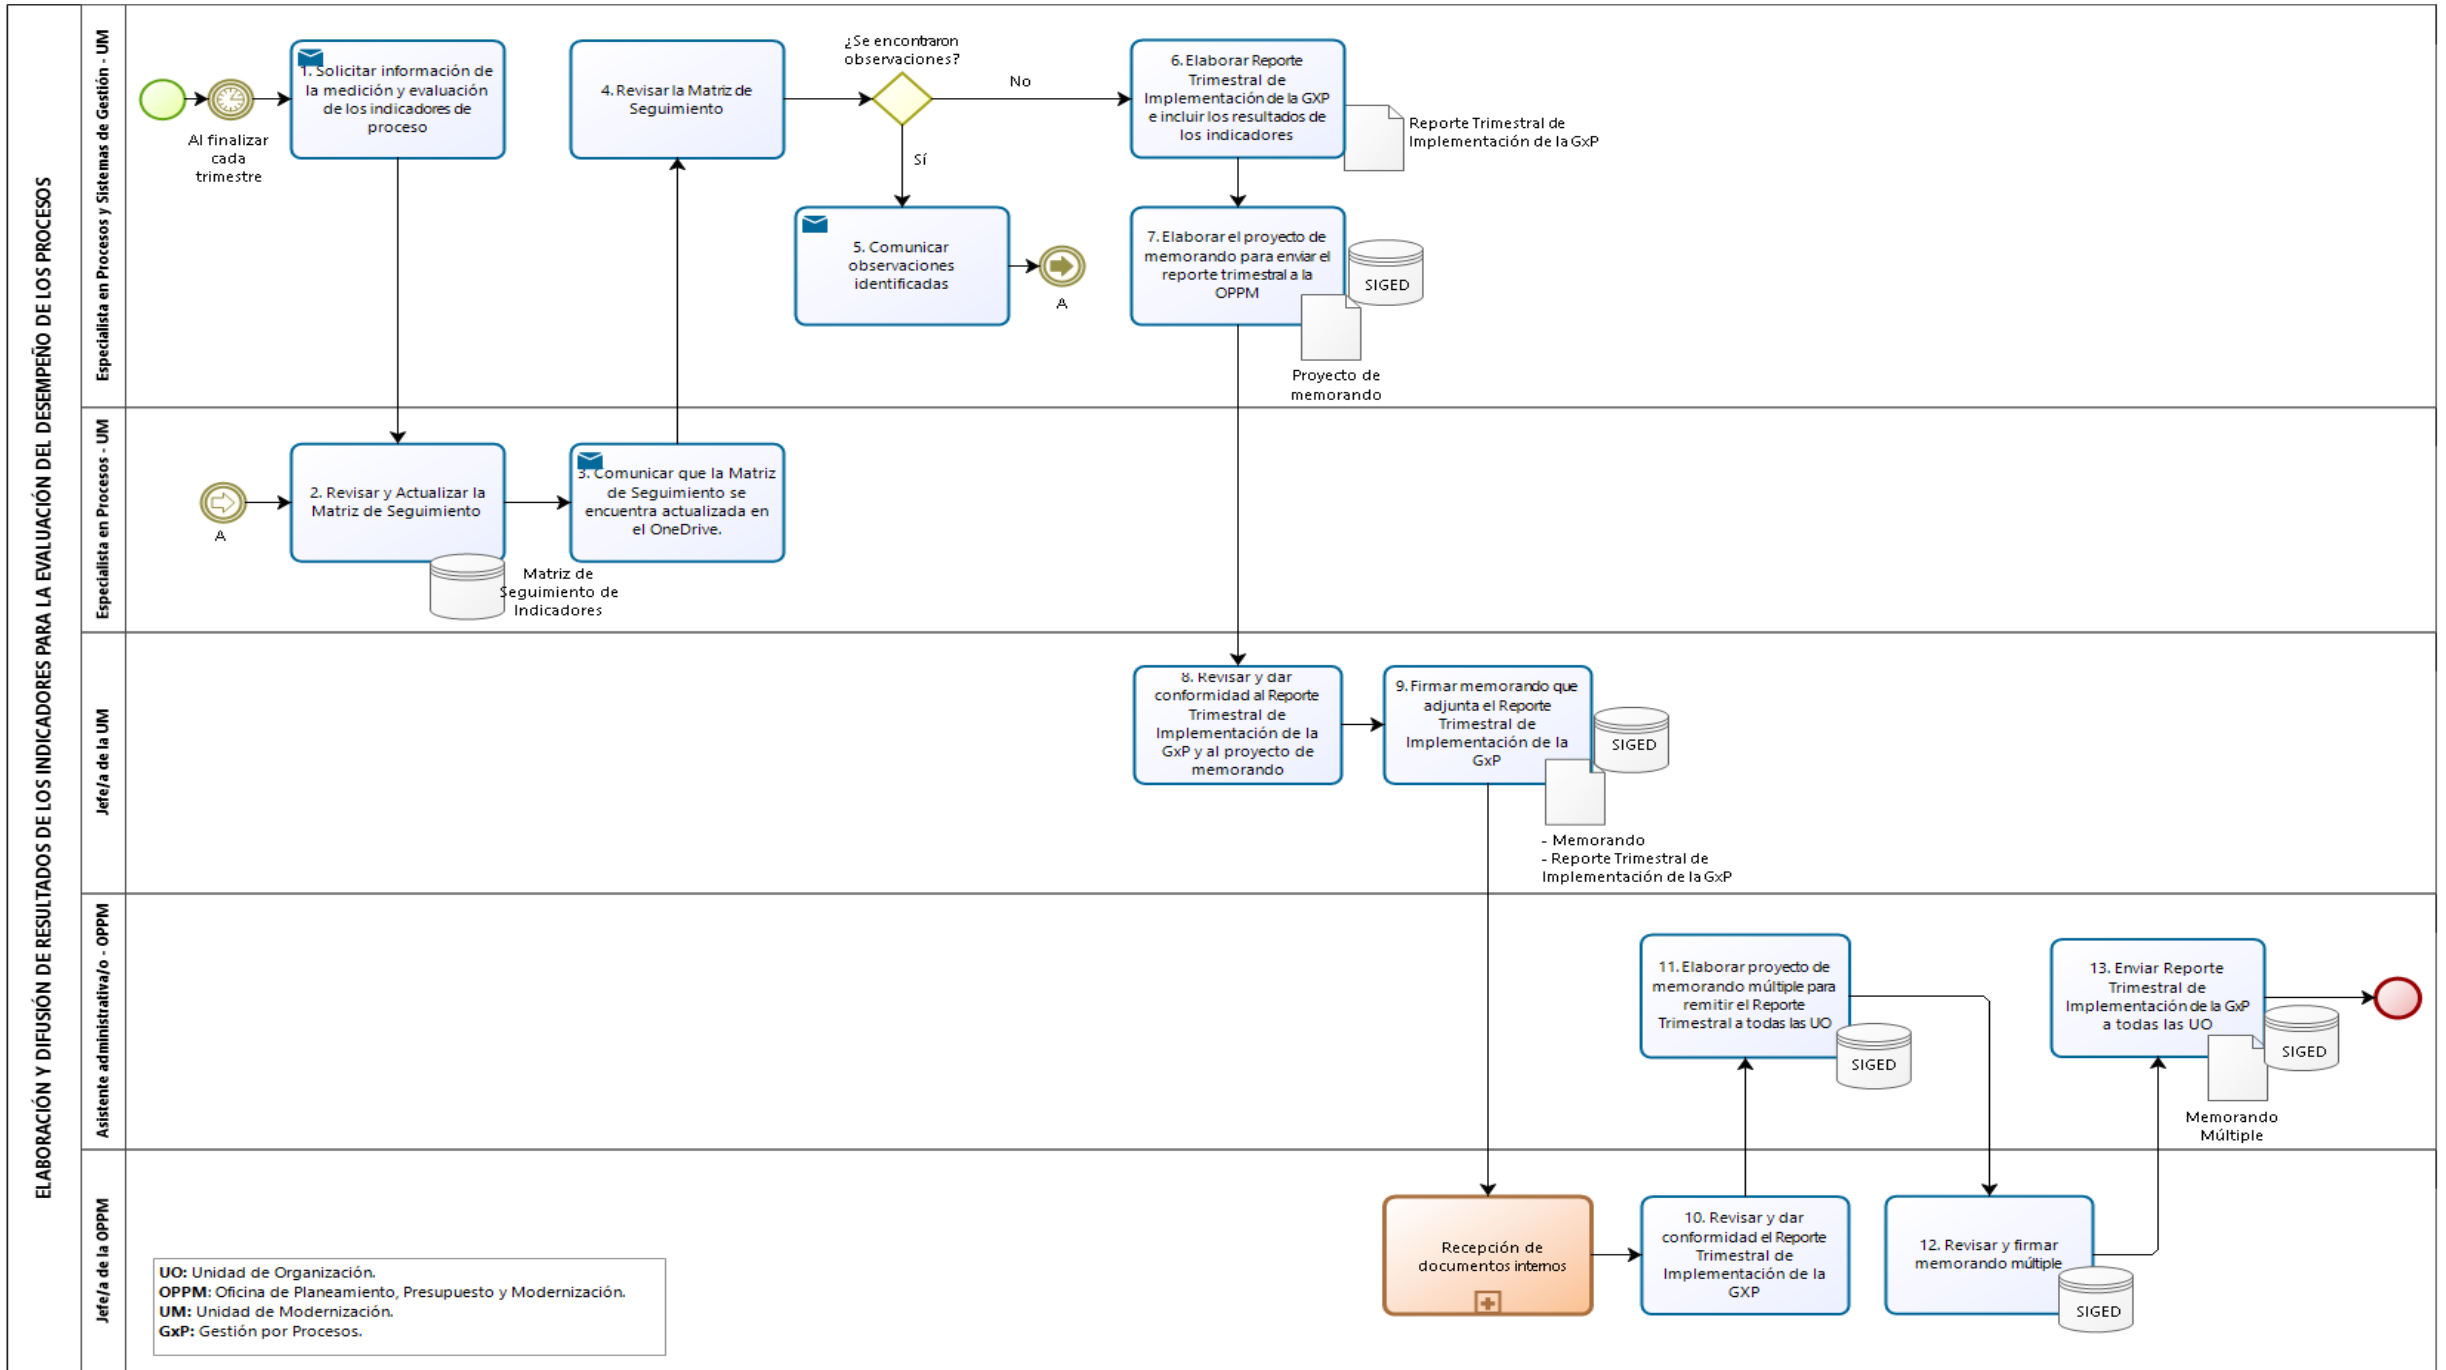 ELABORACIÓN Y DIFUSIÓN DE RESULTADOS DE LOS INDICADORES PARA LA EVALUACIÓN DEL DESEMPEÑO DE LOS PROCESOS
Especialista en Procesos y Sistemas de Gestión - UM
Al finalizar
cada
trimestre
1. Solicitar información de
la medición y evaluación
de los indicadores de
proceso
4. Revisar la Matriz de
Seguimiento
¿Se encontraron
observaciones?
No
Sí
5. Comunicar
observaciones
identificadas
A
6. Elaborar Reporte
Trimestral de
Implementación de la GXP
e incluir los resultados de
los indicadores
Reporte Trimestral de
Implementación de la GxP
7. Elaborar el proyecto de
memorando para enviar el
reporte trimestral a la
OPPM
SIGED
Proyecto de
memorando
Especialista en Procesos - UM
A
2. Revisar y Actualizar la
Matriz de Seguimiento
Matriz de
Seguimiento de
Indicadores
3. Comunicar que la Matriz
de Seguimiento se
encuentra actualizada en
el OneDrive.
Jefe/a de la UM
8. Revisar y dar
conformidad al Reporte
Trimestral de
Implementación de la
GxP y al proyecto de
memorando
9. Firmar memorando que
adjunta el Reporte
Trimestral de
Implementación de la
GxP
SIGED
- Memorando
- Reporte Trimestral de
Implementación de la GxP
Asistente administrativa/o - OPPM
11. Elaborar proyecto de
memorando múltiple para
remitir el Reporte
Trimestral a todas las UO
SIGED
13. Enviar Reporte
Trimestral de
Implementación de la GxP
a todas las UO
SIGED
Memorando
Múltiple
Jefe/a de la OPPM
Recepción de
documentos internos
10. Revisar y dar
conformidad el Reporte
Trimestral de
Implementación de la
GXP
12. Revisar y firmar
memorando múltiple
SIGED
UO: Unidad de Organización.
OPPM: Oficina de Planeamiento, Presupuesto y Modernización.
UM: Unidad de Modernización.
GxP: Gestión por Procesos.